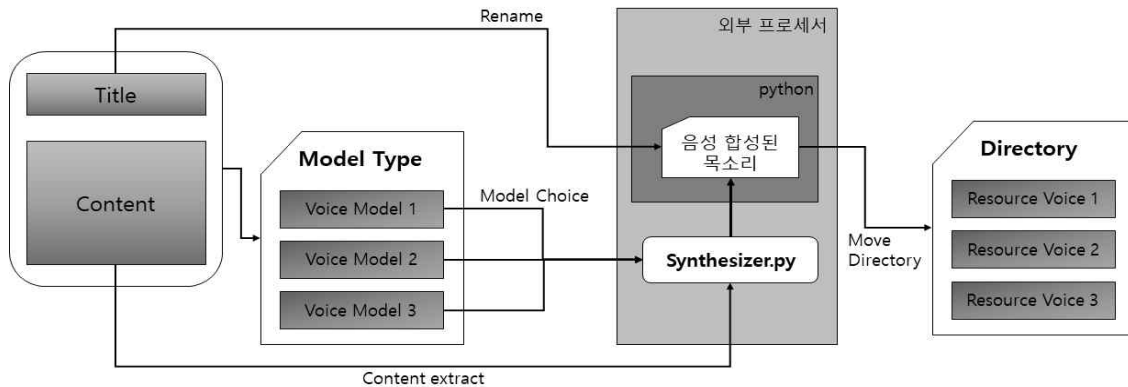 Rename
외부 프로세서
Title
python
Content
Model Type
음성 합성된
목소리
Directory
Voice Model 1
Model Choice
Resource Voice 1
Voice Model 2
Synthesizer.py
Move
Directory
Resource Voice 2
Voice Model 3
Resource Voice 3
Content extract